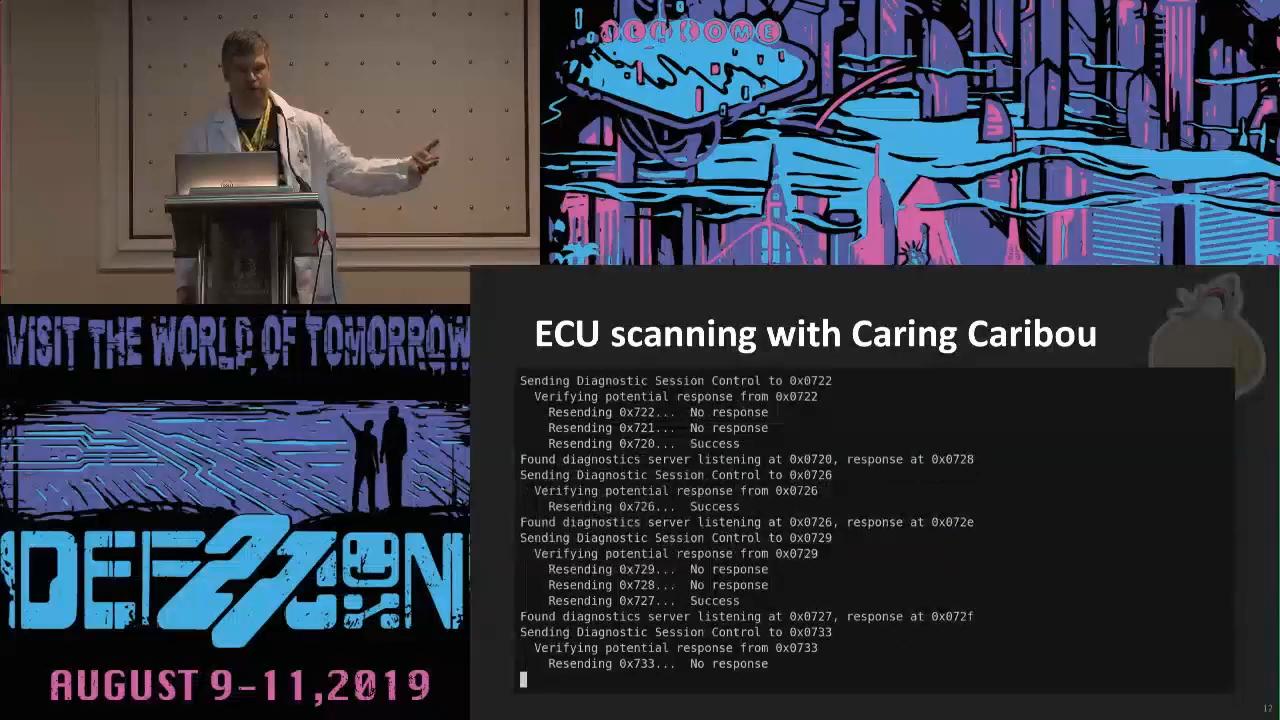 WELCOME
VISIT THE WORLD OF TOMORROW
DEF CON
27
AUGUST 9-11,2019
ECU scanning with Caring Caribou
Sending Diagnostic Session Control to 0x0722
Verifying potential response from 0x0722
Resending 0x722... No response
Resending 0x721... No response
Resending 0x720... Success
Found diagnostics server listening at 0x0720, response at 0x0728
Sending Diagnostic Session Control to 0x0726
Verifying potential response from 0x0726
Resending 0x726... Success
Found diagnostics server listening at 0x0726, response at 0x072e
Sending Diagnostic Session Control to 0x0729
Verifying potential response from 0x0729
Resending 0x729... No response
Resending 0x728... No response
Resending 0x727... Success
Found diagnostics server listening at 0x0727, response at 0x072f
Sending Diagnostic Session Control to 0x0733
Verifying potential response from 0x0733
Resending 0x733... No response
12